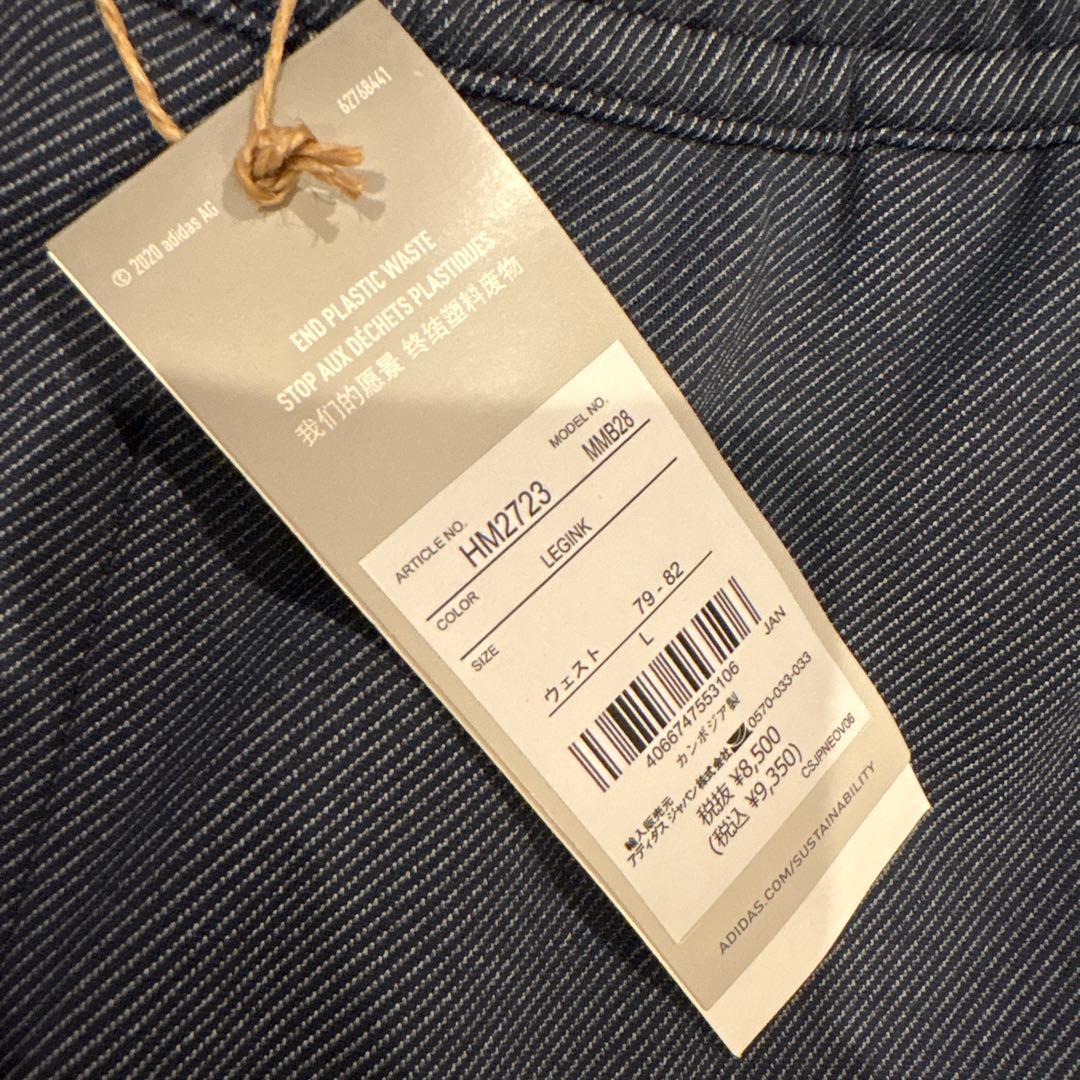 62768441
© 2020 adidas AG
END PLASTIC WASTE
STOP AUX DÉCHETS PLASTIQUES
我们的愿景 终结塑料废物
ARTICLE NO. MODEL NO.
HM2723 MMB28
COLOR LEGINK
SIZE
ウェスト 79 - 82
L
JAN
4066747553106
カンボジア製
輸入販売元
アディダス ジャパン株式会社 0570-033-033
税抜 ¥8,500
(税込 ¥9,350)
CSJPNEOV06
ADIDAS.COM/SUSTAINABILITY